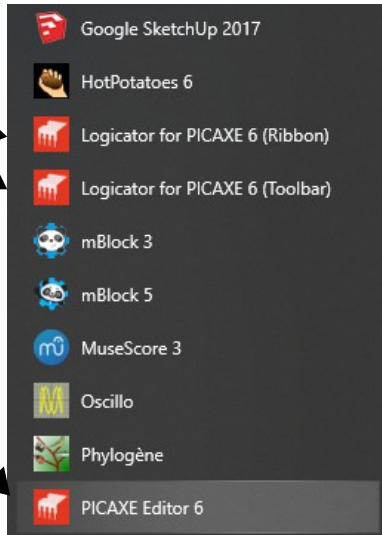 Google SketchUp 2017
HotPotatoes 6
Logicator for PICAXE 6 (Ribbon)
Logicator for PICAXE 6 (Toolbar)
mBlock 3
mBlock 5
MuseScore 3
Oscillo
Phylogène
PICAXE Editor 6